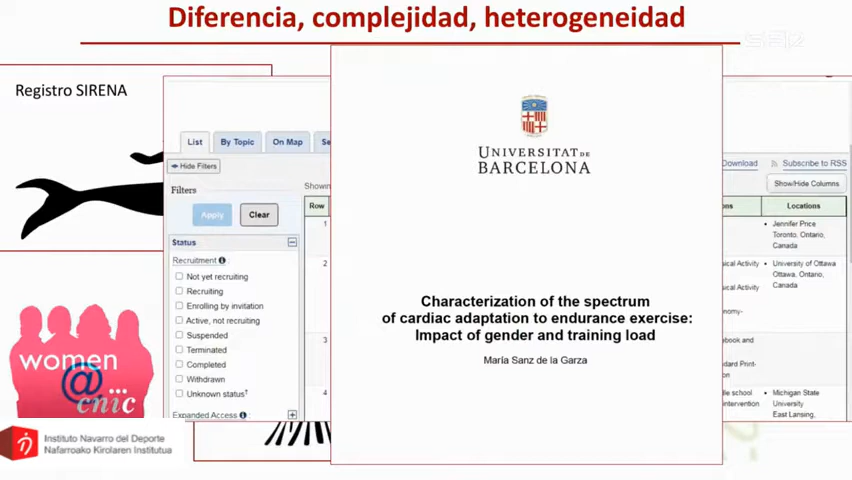 Diferencia, complejidad, heterogeneidad
Registro SIRENA
List
By Topic
On Map
Hide Filters
Filters
Apply
Clear
Status
Recruitment
Not yet recruiting
Recruiting
Enrolling by invitation
Active, not recruiting
Suspended
Terminated
Completed
Withdrawn
Unknown status†
Expanded Access
Row
1
2
3
4
UNIVERSITAT DE
BARCELONA
Characterization of the spectrum
of cardiac adaptation to endurance exercise:
Impact of gender and training load
María Sanz de la Garza
Download
Subscribe to RSS
Show/Hide Columns
Locations
Jennifer Price
Toronto, Ontario,
Canada
University of Ottawa
Ottawa, Ontario,
Canada
Activity
Activity
Michigan State
University
East Lansing,
women
@
cnic
Instituto Navarro del Deporte
Nafarroako Kirolaren Institutua